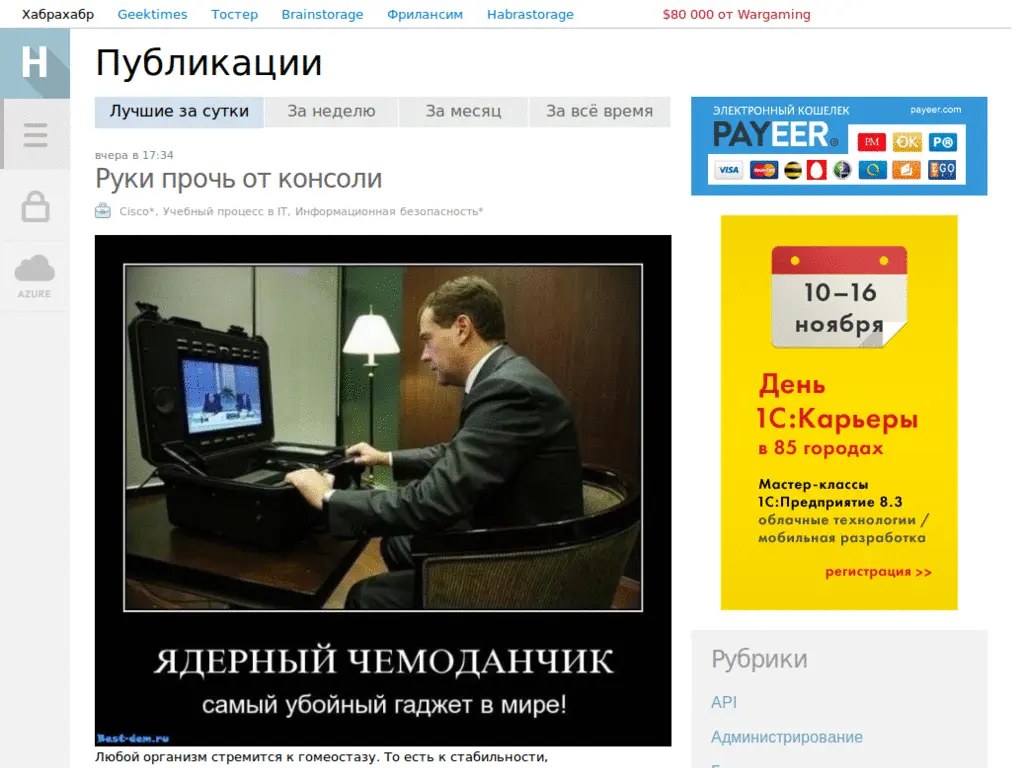 Хабрахабр Geektimes Тостер Brainstorage Фрилансим Habrastorage $80 000 от Wargaming
H
AZURE
Публикации
Лучшие за сутки За неделю За месяц За всё время
вчера в 17:34
Руки прочь от консоли
Cisco*, Учебный процесс в IT, Информационная безопасность*
ЯДЕРНЫЙ ЧЕМОДАНЧИК
самый убойный гаджет в мире!
Best-dem.ru
Любой организм стремится к гомеостазу. То есть к стабильности,
ЭЛЕКТРОННЫЙ КОШЕЛЕК payeer.com
PAYEER
VISA
EGO
10–16
ноября
День
1С:Карьеры
в 85 городах
Мастер-классы
1С:Предприятие 8.3
облачные технологии /
мобильная разработка
регистрация >>
Рубрики
API
Администрирование